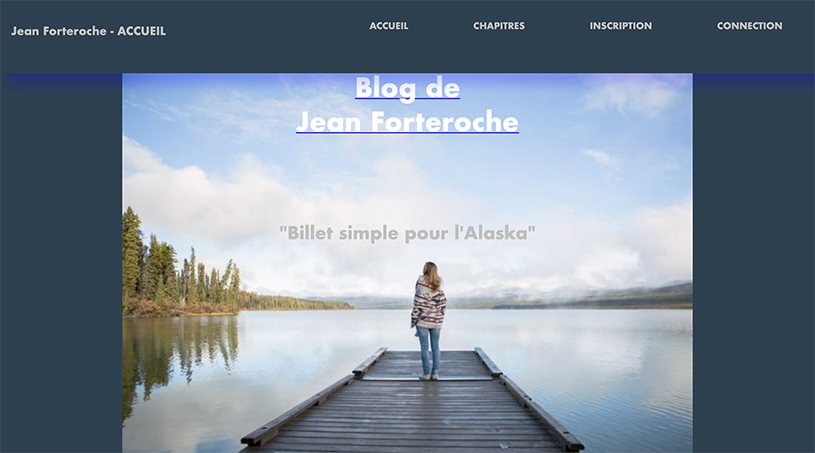 Jean Forteroche - ACCUEIL
ACCUEIL
CHAPITRES
INSCRIPTION
CONNECTION
Blog de
Jean Forteroche
"Billet simple pour l'Alaska"